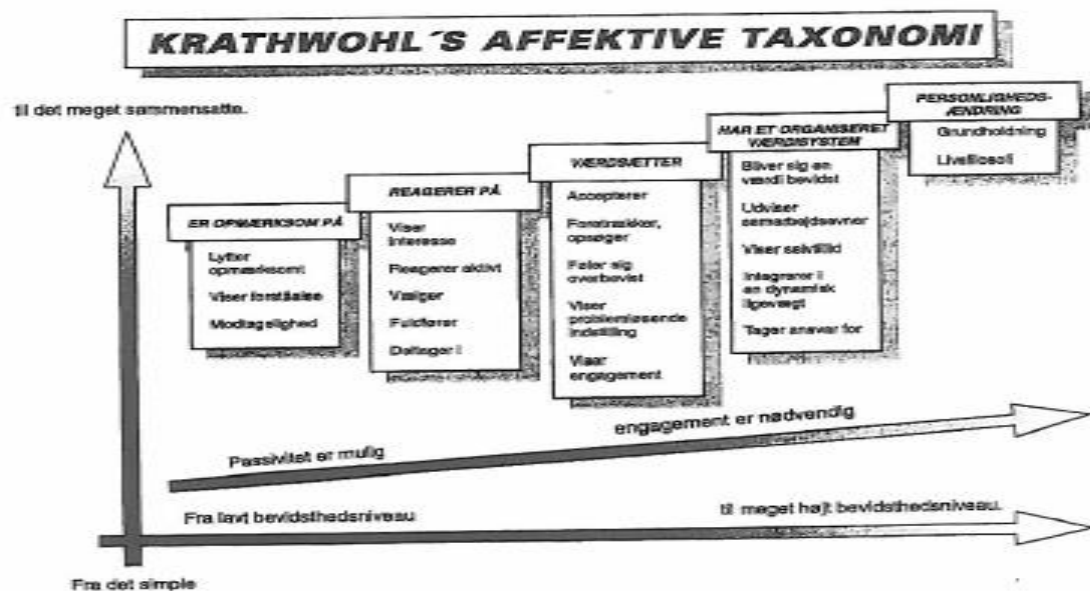 KRATHWOHL´S AFFEKTIVE TAXONOMI
til det meget sammensatte.
ER OPMÆRKSOM PÅ
Lytter
opmærksomt
Viser forståelse
Modtagelighed
REAGERER PÅ
Viser
interesse
Reagerer aktivt
Vælger
Fuldfører
Deltager i
VÆRDSÆTTER
Accepterer
Foretrækker,
opsøger
Føler sig
overbevist
Viser
problemløsende
indstilling
Viser
engagement
HAR ET ORGANISERET
VÆRDISYSTEM
Bliver sig en
værdi bevidst
Udviser
samarbejdsevner
Viser selvtillid
Integrerer i
en dynamisk
ligevægt
Tager ansvar for
PERSONLIGHEDS-
ÆNDRING
Grundholdning
Livsfilosofi
Passivitet er mulig
engagement er nødvendig
Fra lavt bevidsthedsniveau
til meget højt bevidsthedsniveau.
Fra det simple